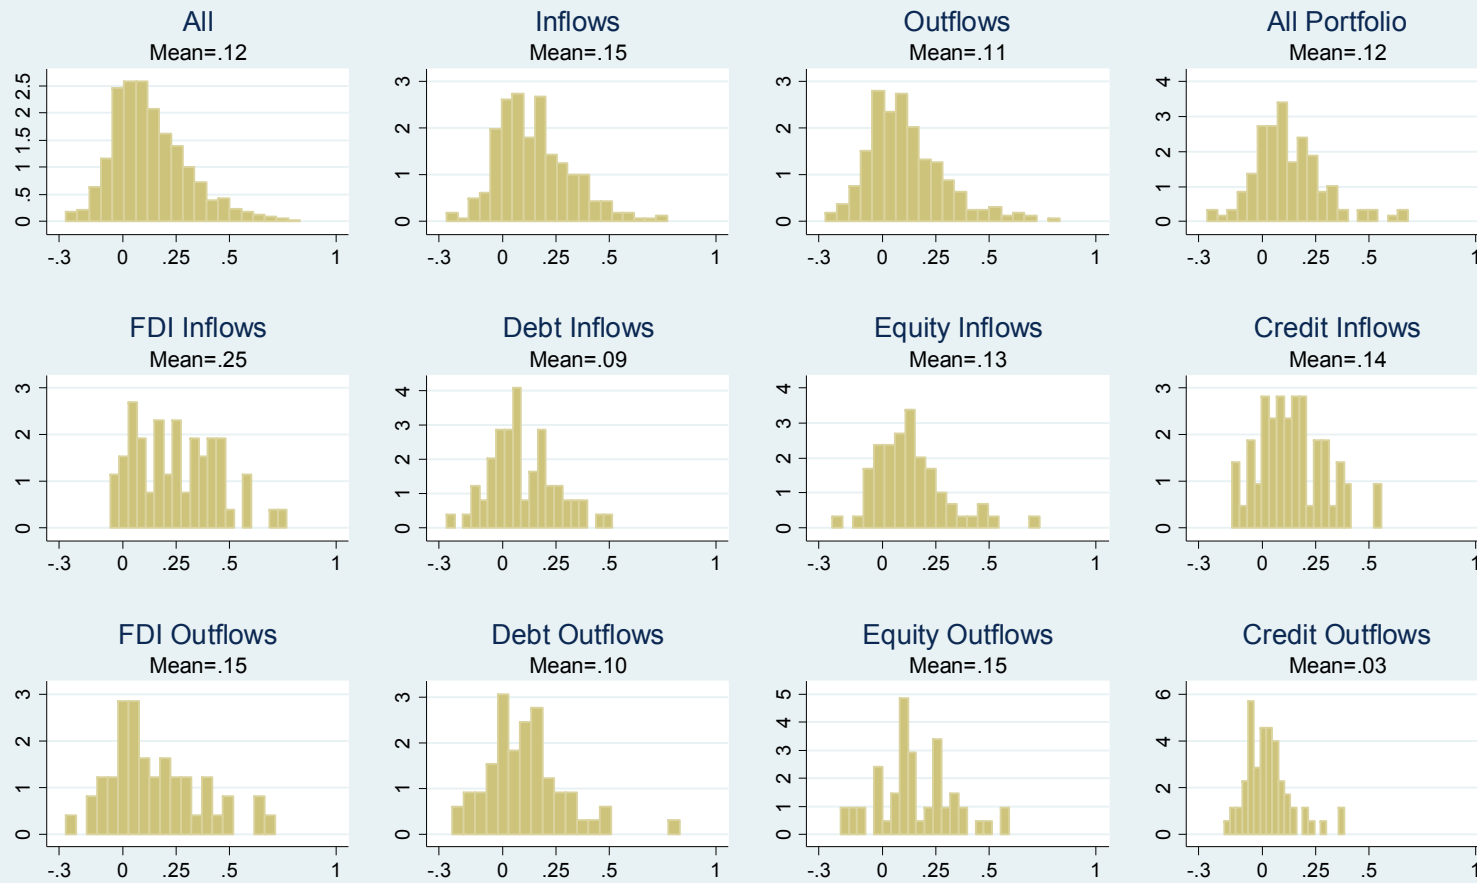 All
Mean=.12
0 .5 1 1.5 2 2.5
-.3 0 .25 .5 1
Inflows
Mean=.15
0 1 2 3
-.3 0 .25 .5 1
Outflows
Mean=.11
0 1 2 3
-.3 0 .25 .5 1
All Portfolio
Mean=.12
0 1 2 3 4
-.3 0 .25 .5 1
FDI Inflows
Mean=.25
0 1 2 3
-.3 0 .25 .5 1
Debt Inflows
Mean=.09
0 1 2 3 4
-.3 0 .25 .5 1
Equity Inflows
Mean=.13
0 1 2 3 4
-.3 0 .25 .5 1
Credit Inflows
Mean=.14
0 1 2 3
-.3 0 .25 .5 1
FDI Outflows
Mean=.15
0 1 2 3
-.3 0 .25 .5 1
Debt Outflows
Mean=.10
0 1 2 3
-.3 0 .25 .5 1
Equity Outflows
Mean=.15
0 1 2 3 4 5
-.3 0 .25 .5 1
Credit Outflows
Mean=.03
0 2 4 6
-.3 0 .25 .5 1